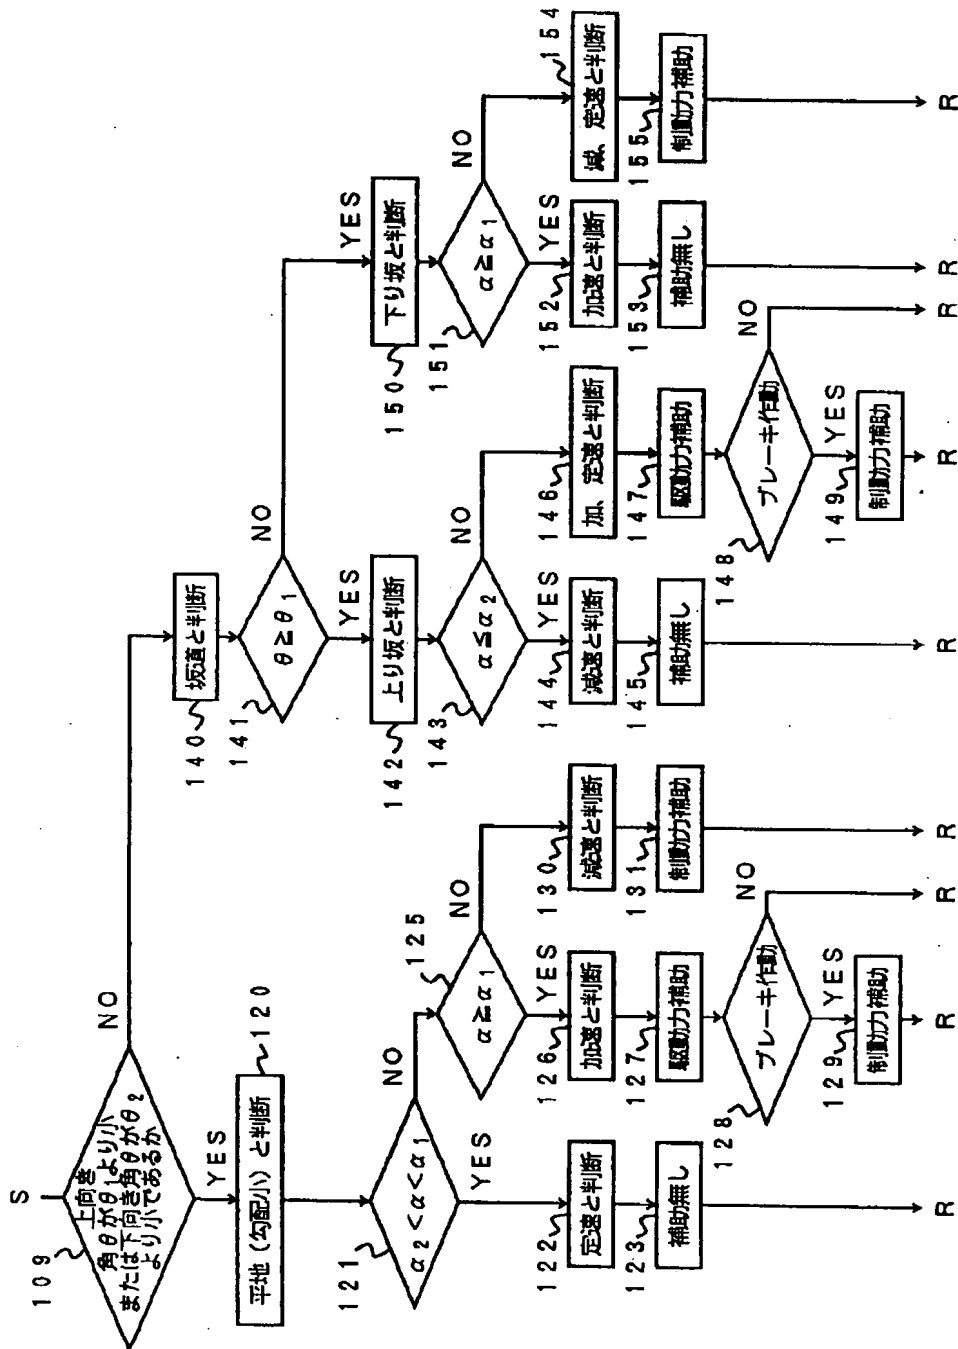 S
109
上向き
角θがθ1より小
または下向き角θがθ2
より小であるか
NO
YES
平地(勾配小)と判断
120
121
α2<α<α1
NO
YES
122
定速と判断
123
補助無し
R
125
α≧α1
NO
YES
126
加速と判断
127
駆動力補助
128
ブレーキ作動
NO
YES
129
制動力補助
R
R
130
減速と判断
131
制動力補助
R
140
坂道と判断
141
θ≧θ1
NO
YES
142
上り坂と判断
143
α≦α2
NO
YES
144
減速と判断
145
補助無し
R
146
加、定速と判断
147
駆動力補助
148
ブレーキ作動
NO
YES
149
制動力補助
R
R
YES
150
下り坂と判断
151
α≧α1
NO
YES
152
加速と判断
153
補助無し
R
154
減、定速と判断
155
制動力補助
R